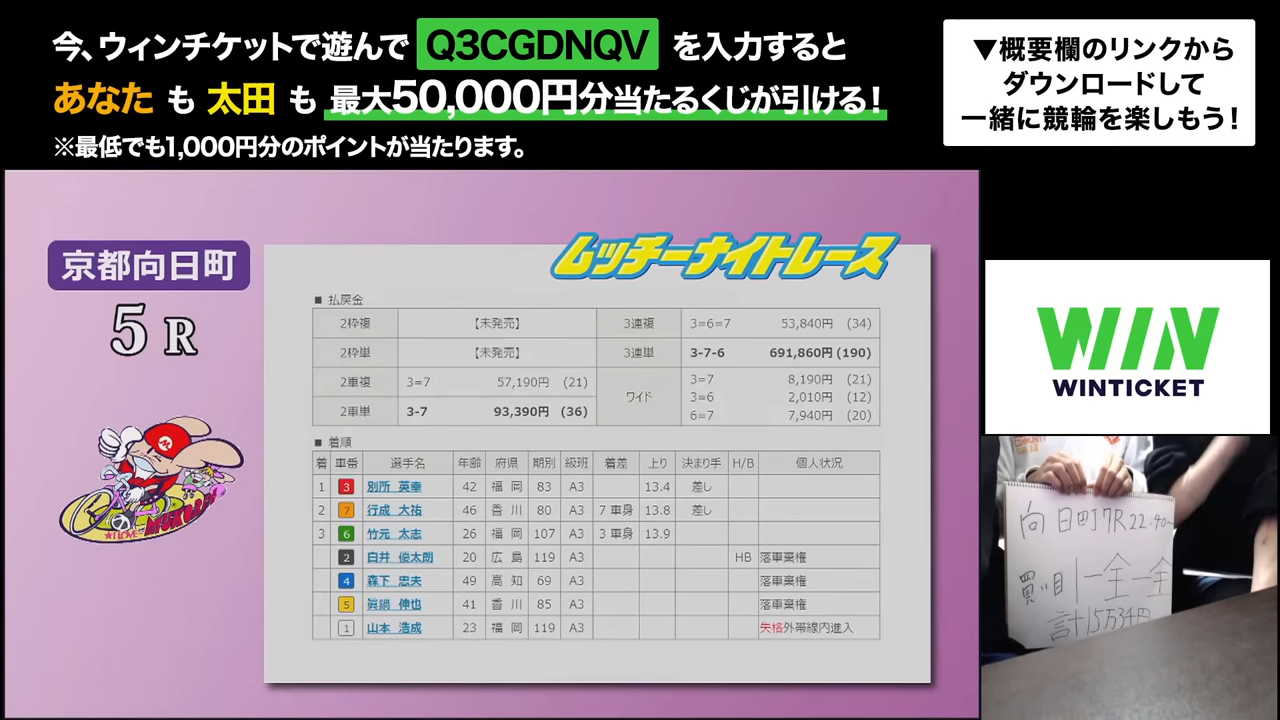 今、ウィンチケットで遊んで Q3CGDNQV を入力すると
あなた も 太田 も 最大50,000円分当たるくじが引ける！
※最低でも1,000円分のポイントが当たります。
▼概要欄のリンクから
ダウンロードして
一緒に競輪を楽しもう！
京都向日町
5 R
ムッチーナイトレース
■ 払戻金
2枠複 【未発売】 3連複 3=6=7 53,840円 (34)
2枠単 【未発売】 3連単 3-7-6 691,860円 (190)
2車複 3=7 57,190円 (21) ワイド 3=7 8,190円 (21)
3=6 2,010円 (12)
2車単 3-7 93,390円 (36) 6=7 7,940円 (20)
■ 着順
着 車番 選手名 年齢 府県 期別 級班 着差 上り 決まり手 H/B 個人状況
1 3 別所 英幸 42 福岡 83 A3 13.4 差し
2 7 行成 大祐 46 香川 80 A3 7車身 13.8 差し
3 6 竹元 太志 26 福岡 107 A3 3車身 13.9
2 白井 優太朗 20 広島 119 A3 HB 落車棄権
4 森下 忠夫 49 高知 69 A3 落車棄権
5 眞鍋 伸也 41 香川 85 A3 落車棄権
1 山本 浩成 23 福岡 119 A3 失格外帯線内進入
WIN
WINTICKET
向日町7R 22:40～
買い目 1-全-全
計15万34円